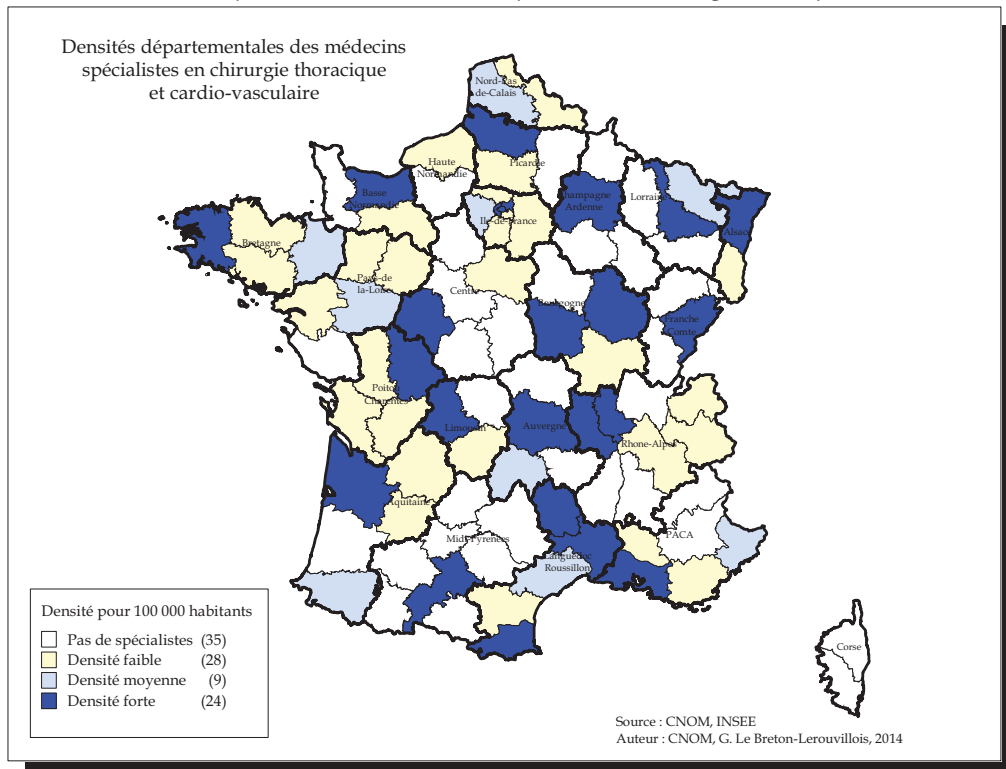 Densités départementales des médecins
spécialistes en chirurgie thoracique
et cardio-vasculaire
Nord-Pas
de-Calais
Haute
Normandie
Picardie
Basse
Normandie
Ile-de-France
Champagne
Ardenne
Lorraine
Alsace
Bretagne
Pays-de
la-Loire
Centre
Bourgogne
Franche
Comte
Poitou
Charentes
Limousin
Auvergne
Rhone-Alpes
Aquitaine
Midi-Pyrenées
Languedoc
Roussillon
PACA
Corse
Densité pour 100 000 habitants
Pas de spécialistes (35)
Densité faible (28)
Densité moyenne (9)
Densité forte (24)
Source : CNOM, INSEE
Auteur : CNOM, G. Le Breton-Lerouvillois, 2014